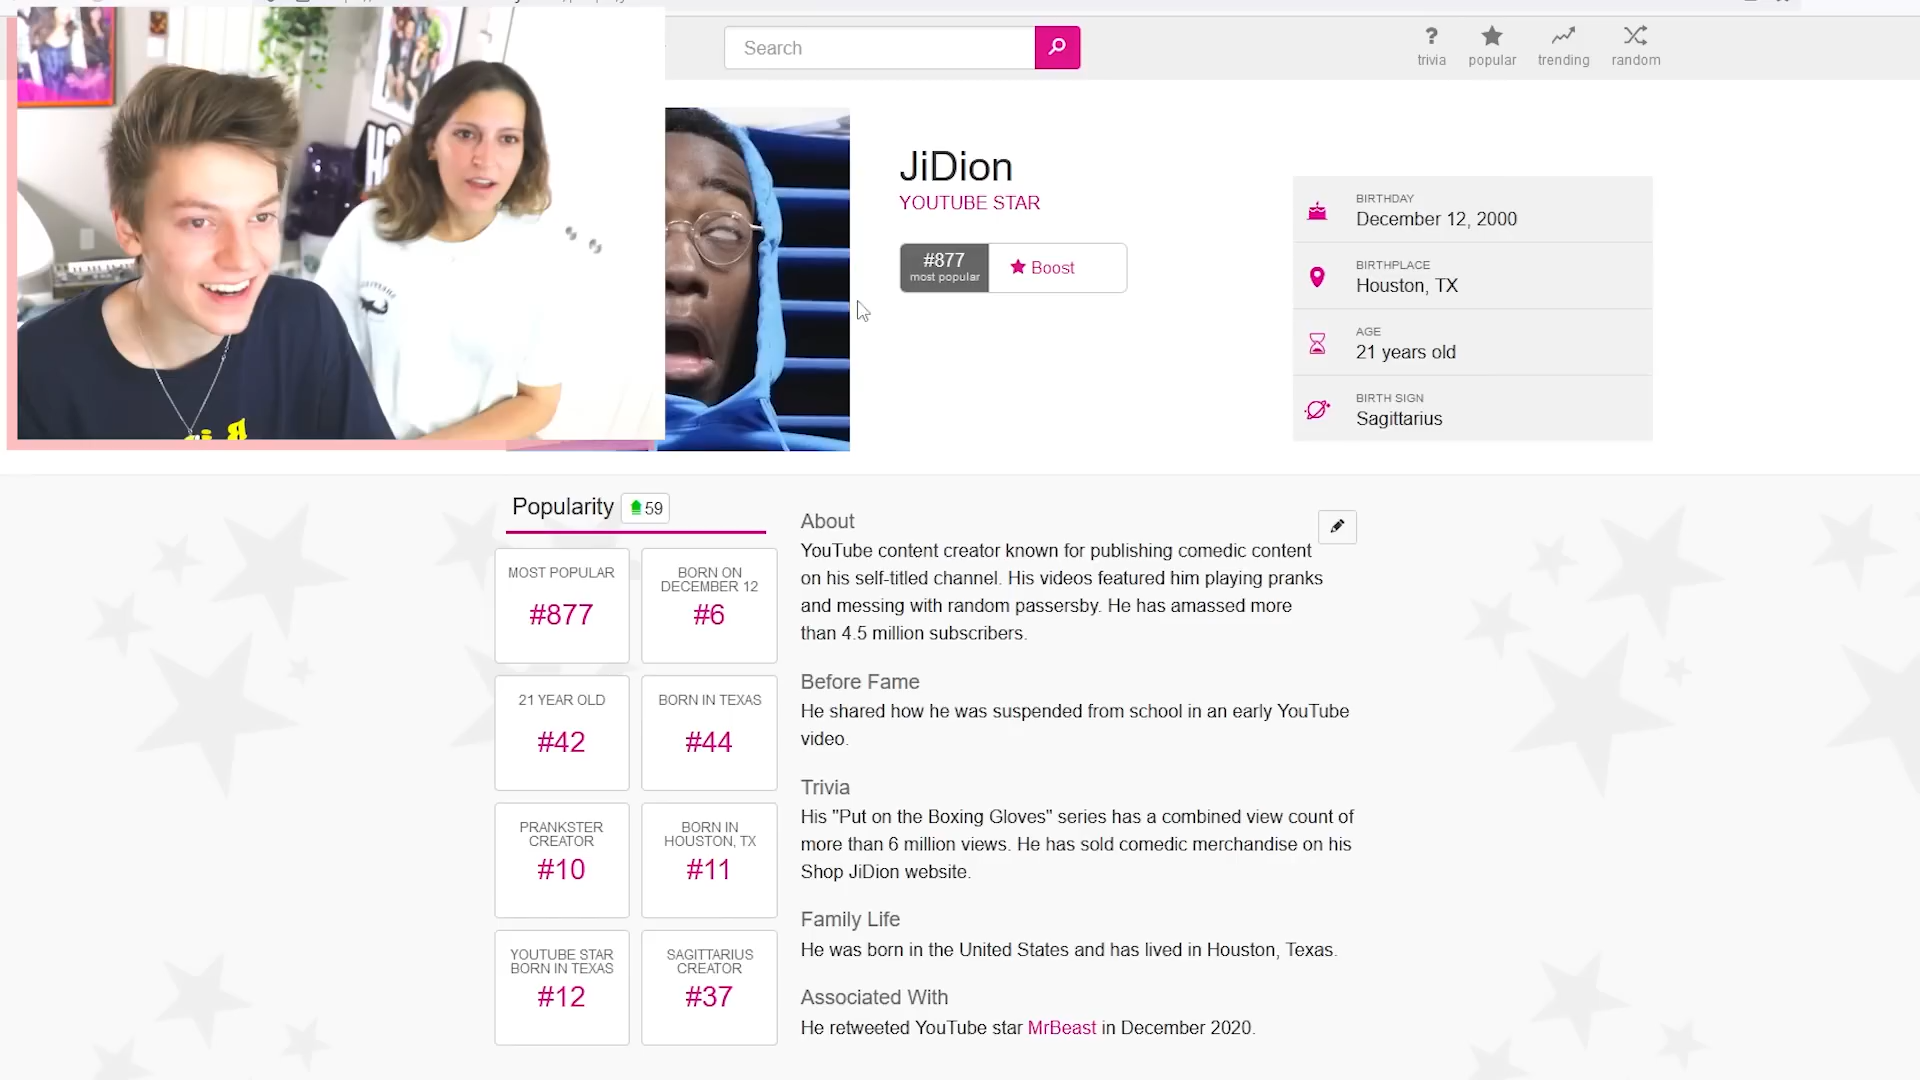 Search
?
trivia
popular
trending
random
JiDion
YOUTUBE STAR
#877
most popular
Boost
BIRTHDAY
December 12, 2000
BIRTHPLACE
Houston, TX
AGE
21 years old
BIRTH SIGN
Sagittarius
Popularity
59
MOST POPULAR
#877
BORN ON
DECEMBER 12
#6
21 YEAR OLD
#42
BORN IN TEXAS
#44
PRANKSTER
CREATOR
#10
BORN IN
HOUSTON, TX
#11
YOUTUBE STAR
BORN IN TEXAS
#12
SAGITTARIUS
CREATOR
#37
About
YouTube content creator known for publishing comedic content
on his self-titled channel. His videos featured him playing pranks
and messing with random passersby. He has amassed more
than 4.5 million subscribers.
Before Fame
He shared how he was suspended from school in an early YouTube
video.
Trivia
His "Put on the Boxing Gloves" series has a combined view count of
more than 6 million views. He has sold comedic merchandise on his
Shop JiDion website.
Family Life
He was born in the United States and has lived in Houston, Texas.
Associated With
He retweeted YouTube star MrBeast in December 2020.